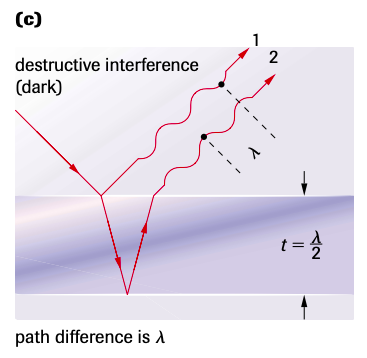 (c)
destructive interference
(dark)
1
2
λ
t = λ/2
path difference is λ